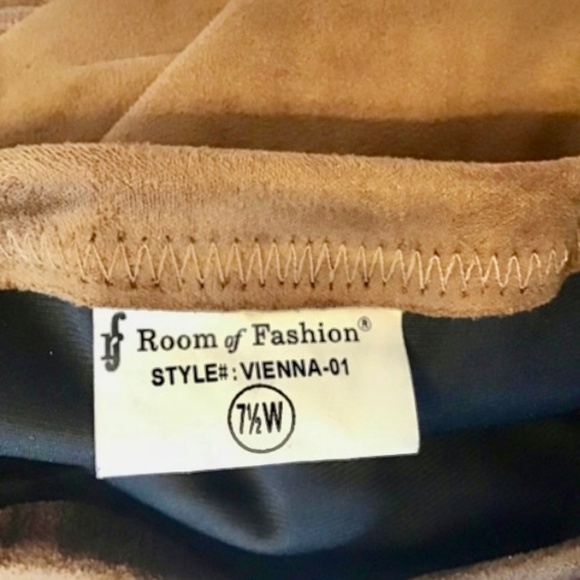 rf Room of Fashion®
STYLE#: VIENNA-01
7½W